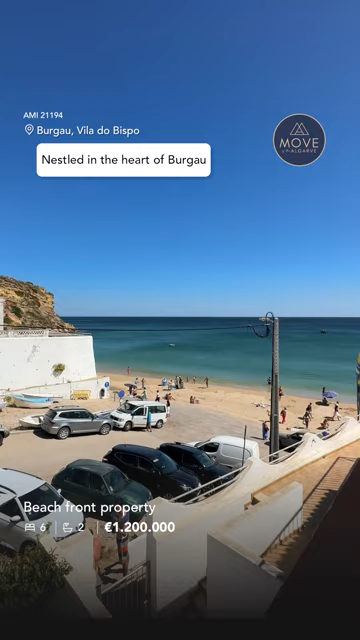 AMI 21194
Burgau, Vila do Bispo
Nestled in the heart of Burgau
MOVE
ALGARVE
Beach front property
6 | 2 €1.200.000